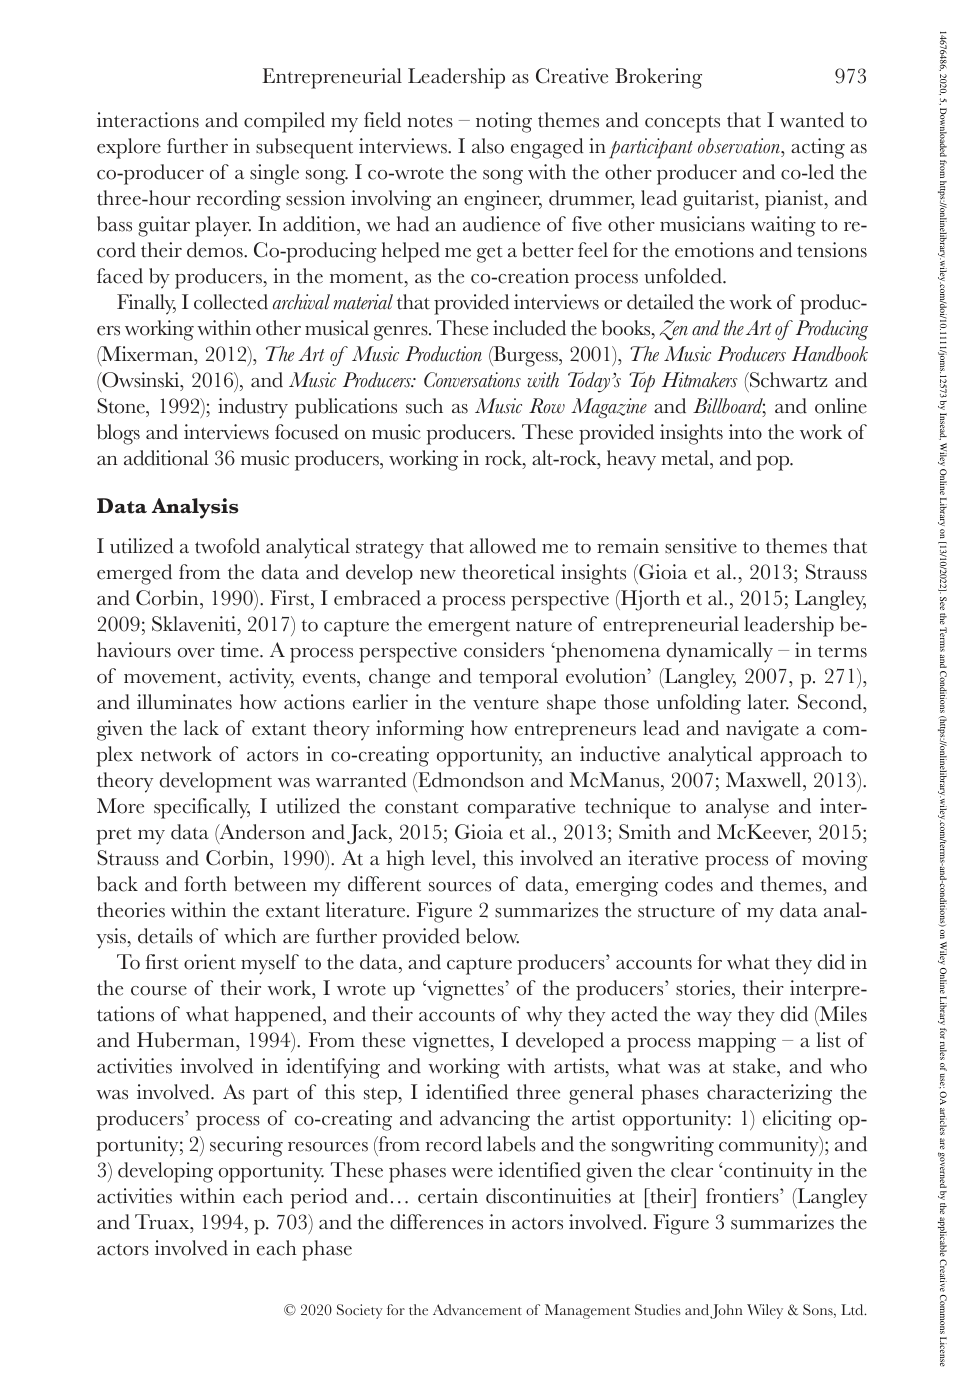 Entrepreneurial Leadership as Creative Brokering 973
interactions and compiled my field notes – noting themes and concepts that I wanted to
explore further in subsequent interviews. I also engaged in participant observation, acting as
co-producer of a single song. I co-wrote the song with the other producer and co-led the
three-hour recording session involving an engineer, drummer, lead guitarist, pianist, and
bass guitar player. In addition, we had an audience of five other musicians waiting to re-
cord their demos. Co-producing helped me get a better feel for the emotions and tensions
faced by producers, in the moment, as the co-creation process unfolded.
Finally, I collected archival material that provided interviews or detailed the work of produc-
ers working within other musical genres. These included the books, Zen and the Art of Producing
(Mixerman, 2012), The Art of Music Production (Burgess, 2001), The Music Producers Handbook
(Owsinski, 2016), and Music Producers: Conversations with Today’s Top Hitmakers (Schwartz and
Stone, 1992); industry publications such as Music Row Magazine and Billboard; and online
blogs and interviews focused on music producers. These provided insights into the work of
an additional 36 music producers, working in rock, alt-rock, heavy metal, and pop.
Data Analysis
I utilized a twofold analytical strategy that allowed me to remain sensitive to themes that
emerged from the data and develop new theoretical insights (Gioia et al., 2013; Strauss
and Corbin, 1990). First, I embraced a process perspective (Hjorth et al., 2015; Langley,
2009; Sklaveniti, 2017) to capture the emergent nature of entrepreneurial leadership be-
haviours over time. A process perspective considers ‘phenomena dynamically – in terms
of movement, activity, events, change and temporal evolution’ (Langley, 2007, p. 271),
and illuminates how actions earlier in the venture shape those unfolding later. Second,
given the lack of extant theory informing how entrepreneurs lead and navigate a com-
plex network of actors in co-creating opportunity, an inductive analytical approach to
theory development was warranted (Edmondson and McManus, 2007; Maxwell, 2013).
More specifically, I utilized the constant comparative technique to analyse and inter-
pret my data (Anderson and Jack, 2015; Gioia et al., 2013; Smith and McKeever, 2015;
Strauss and Corbin, 1990). At a high level, this involved an iterative process of moving
back and forth between my different sources of data, emerging codes and themes, and
theories within the extant literature. Figure 2 summarizes the structure of my data anal-
ysis, details of which are further provided below.
To first orient myself to the data, and capture producers’ accounts for what they did in
the course of their work, I wrote up ‘vignettes’ of the producers’ stories, their interpre-
tations of what happened, and their accounts of why they acted the way they did (Miles
and Huberman, 1994). From these vignettes, I developed a process mapping – a list of
activities involved in identifying and working with artists, what was at stake, and who
was involved. As part of this step, I identified three general phases characterizing the
producers’ process of co-creating and advancing the artist opportunity: 1) eliciting op-
portunity; 2) securing resources (from record labels and the songwriting community); and
3) developing opportunity. These phases were identified given the clear ‘continuity in the
activities within each period and… certain discontinuities at [their] frontiers’ (Langley
and Truax, 1994, p. 703) and the differences in actors involved. Figure 3 summarizes the
actors involved in each phase
© 2020 Society for the Advancement of Management Studies and John Wiley & Sons, Ltd.
14676486, 2020, 5, Downloaded from https://onlinelibrary.wiley.com/doi/10.1111/joms.12573 by Insead, Wiley Online Library on [13/10/2022]. See the Terms and Conditions (https://onlinelibrary.wiley.com/terms-and-conditions) on Wiley Online Library for rules of use; OA articles are governed by the applicable Creative Commons License